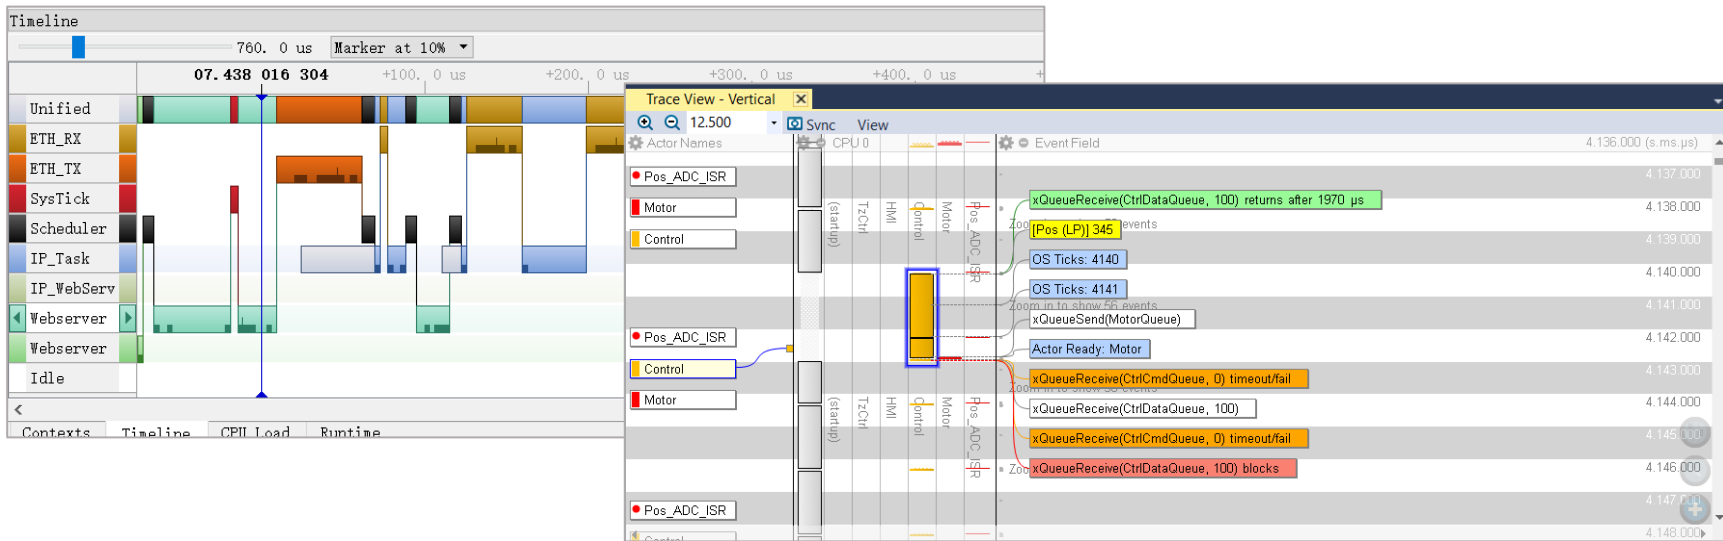 Timeline
760. 0 us Marker at 10%
07. 438 016 304 +100. 0 us +200. 0 us +300. 0 us +400. 0 us
Unified
ETH_RX
ETH_TX
SysTick
Scheduler
IP_Task
IP_WebServ
Webserver
Webserver
Idle
Contexts Timeline CPU Load Runtime
Trace View - Vertical
12.500 Sync View
Actor Names CPU 0 Event Field 4.136.000 (s.ms.µs)
4.137.000
Pos_ADC_ISR
Motor
Control
(startup) TzCtrl HMI Control Motor Pos_ADC_ISR
xQueueReceive(CtrlDataQueue, 100) returns after 1970 µs
4.138.000
[Pos (LP)] 345
4.139.000
OS Ticks: 4140
4.140.000
OS Ticks: 4141
Zoom in to show 56 events
4.141.000
xQueueSend(MotorQueue)
Pos_ADC_ISR
4.142.000
Actor Ready: Motor
Control
4.143.000
xQueueReceive(CtrlCmdQueue, 0) timeout/fail
Motor
(startup) TzCtrl HMI Control Motor Pos_ADC_ISR
xQueueReceive(CtrlDataQueue, 100)
4.144.000
xQueueReceive(CtrlCmdQueue, 0) timeout/fail
4.145.000
xQueueReceive(CtrlDataQueue, 100) blocks
4.146.000
4.147.000
Pos_ADC_ISR
Control
4.148.000